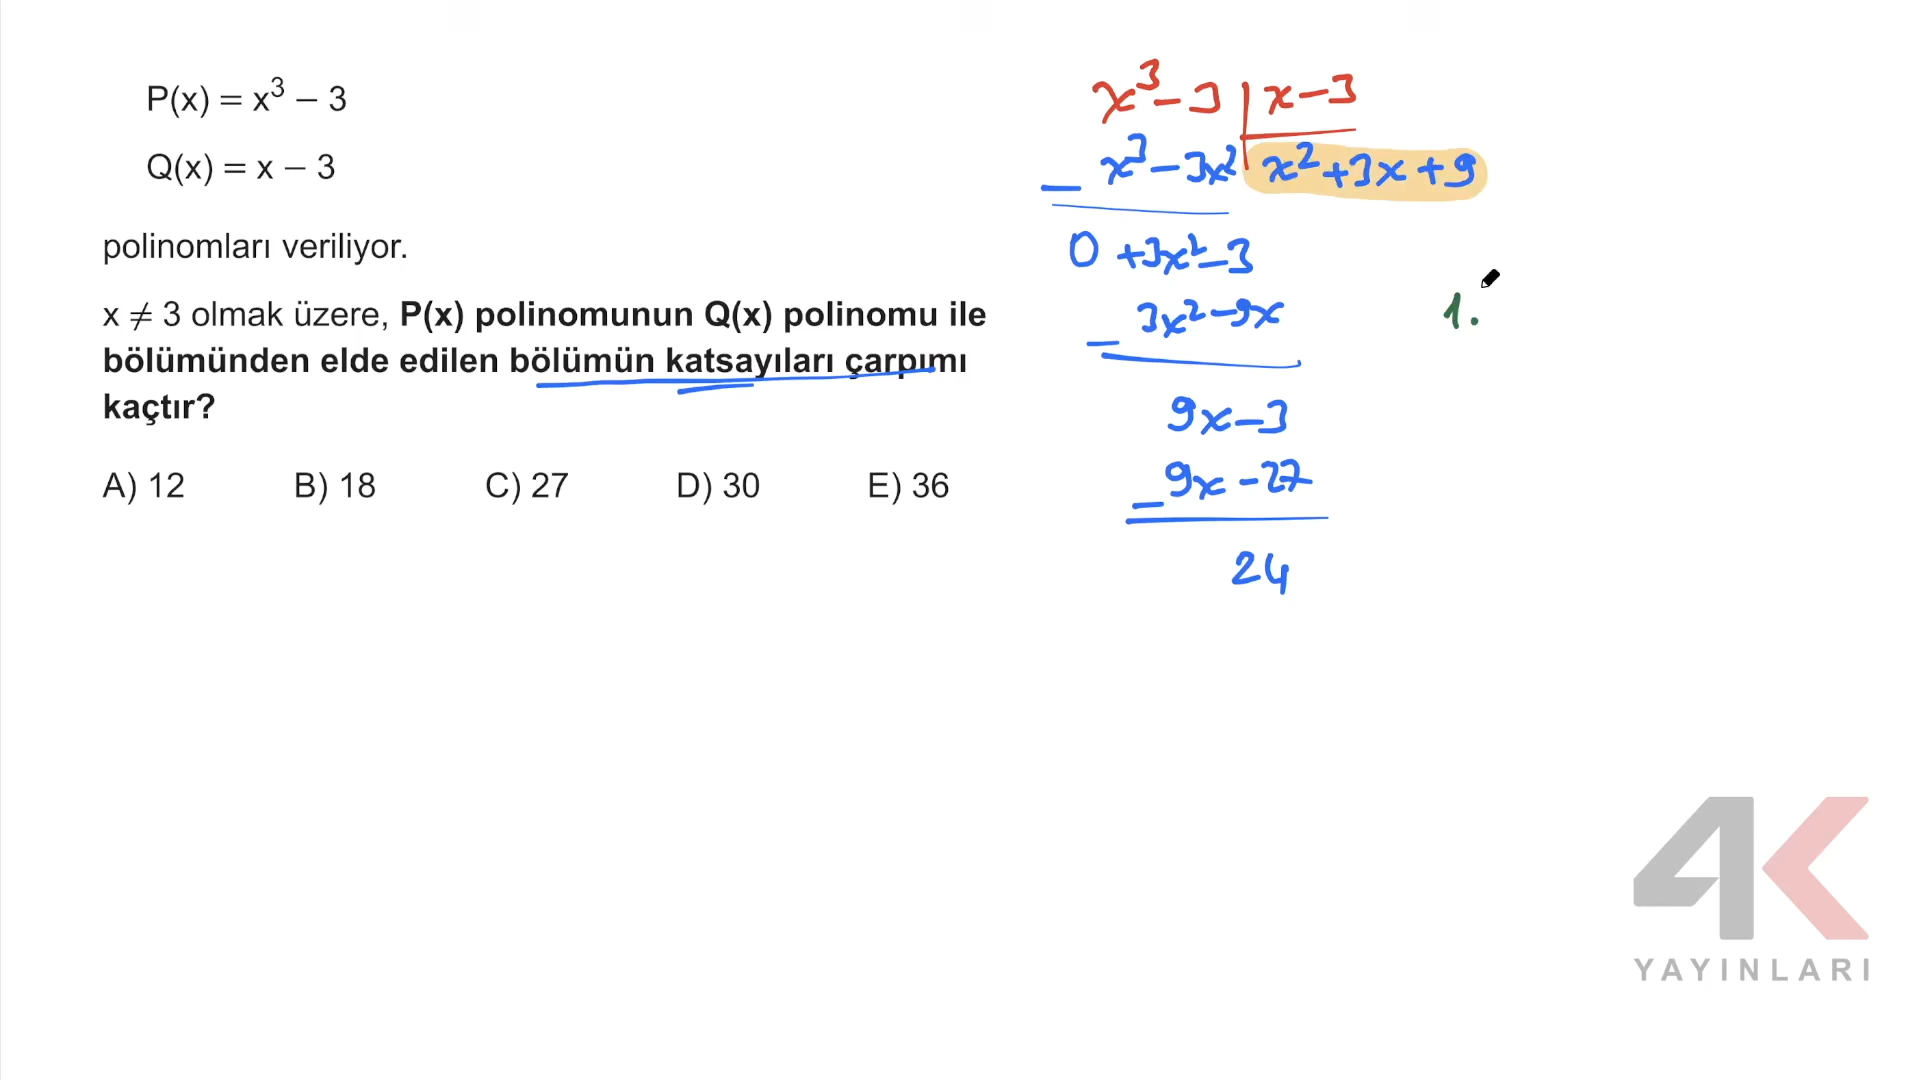 P(x) = x³ − 3
Q(x) = x − 3
polinomları veriliyor.
x ≠ 3 olmak üzere, P(x) polinomunun Q(x) polinomu ile
bölümünden elde edilen bölümün katsayıları çarpımı
kaçtır?
A) 12 B) 18 C) 27 D) 30 E) 36
x³ − 3 | x − 3
− x³ − 3x² x² + 3x + 9
0 + 3x² − 3
− 3x² − 9x
1.
9x − 3
− 9x − 27
24
4K
YAYINLARI